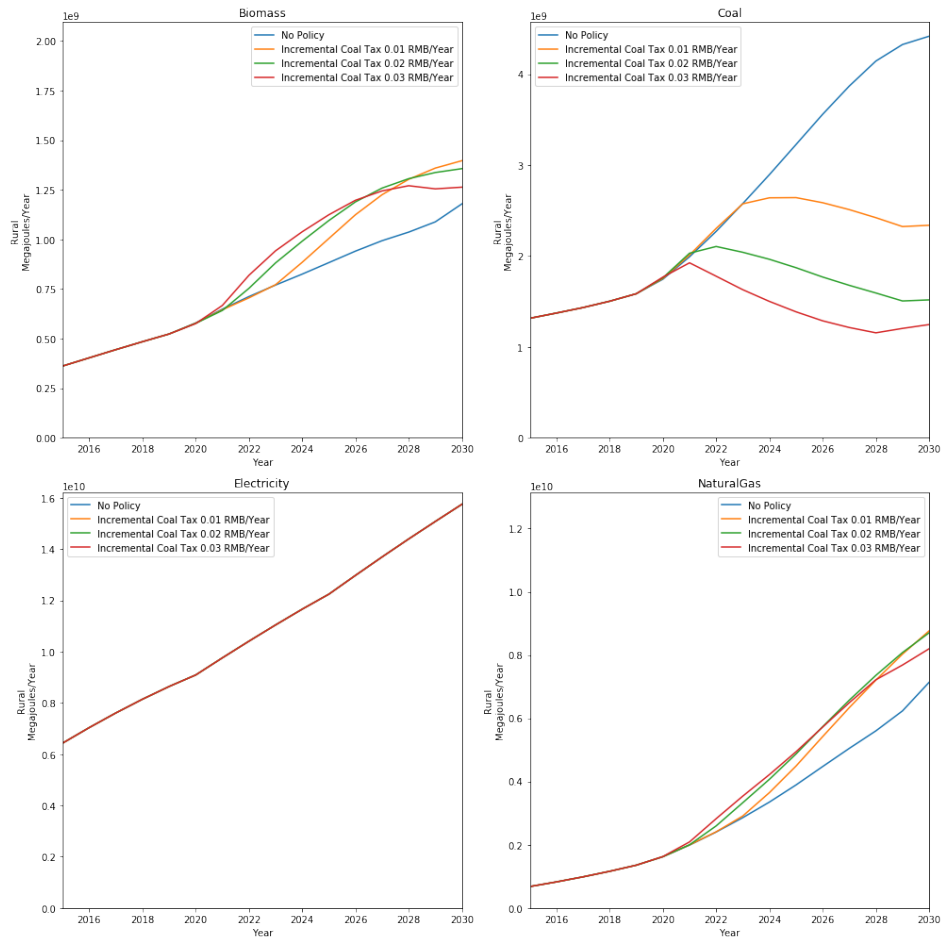 Biomass
1e9
2.00
1.75
1.50
1.25
1.00
0.75
0.50
0.25
0.00
Rural
Megajoules/Year
No Policy
Incremental Coal Tax 0.01 RMB/Year
Incremental Coal Tax 0.02 RMB/Year
Incremental Coal Tax 0.03 RMB/Year
2016 2018 2020 2022 2024 2026 2028 2030
Year
Coal
1e9
4
3
2
1
0
Rural
Megajoules/Year
No Policy
Incremental Coal Tax 0.01 RMB/Year
Incremental Coal Tax 0.02 RMB/Year
Incremental Coal Tax 0.03 RMB/Year
2016 2018 2020 2022 2024 2026 2028 2030
Year
Electricity
1e10
1.6
1.4
1.2
1.0
0.8
0.6
0.4
0.2
0.0
Rural
Megajoules/Year
No Policy
Incremental Coal Tax 0.01 RMB/Year
Incremental Coal Tax 0.02 RMB/Year
Incremental Coal Tax 0.03 RMB/Year
2016 2018 2020 2022 2024 2026 2028 2030
Year
NaturalGas
1e10
1.2
1.0
0.8
0.6
0.4
0.2
0.0
Rural
Megajoules/Year
No Policy
Incremental Coal Tax 0.01 RMB/Year
Incremental Coal Tax 0.02 RMB/Year
Incremental Coal Tax 0.03 RMB/Year
2016 2018 2020 2022 2024 2026 2028 2030
Year